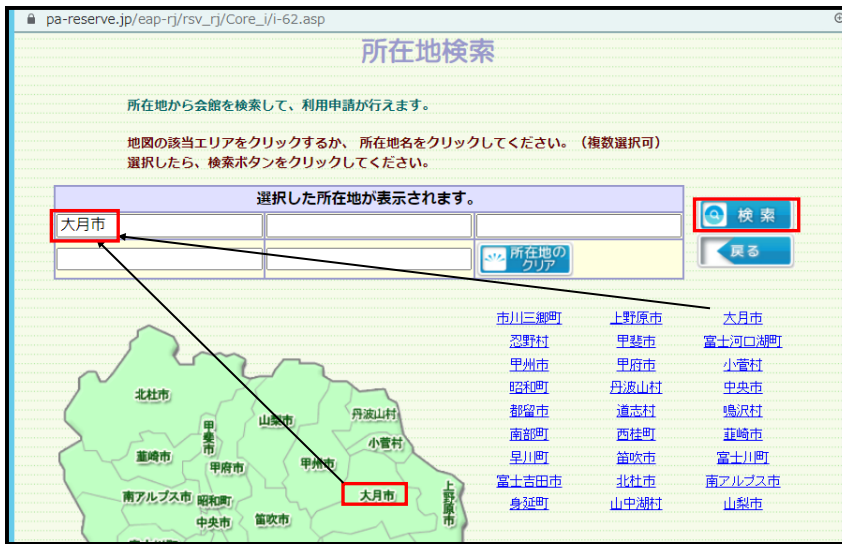 pa-reserve.jp/eap-rj/rsv_rj/Core_i/i-62.asp
所在地検索
所在地から会館を検索して、利用申請が行えます。
地図の該当エリアをクリックするか、 所在地名をクリックしてください。（複数選択可）
選択したら、検索ボタンをクリックしてください。
選択した所在地が表示されます。
大月市
検 索
所在地の
クリア
戻る
市川三郷町 上野原市 大月市
忍野村 甲斐市 富士河口湖町
甲州市 甲府市 小菅村
昭和町 丹波山村 中央市
都留市 道志村 鳴沢村
南部町 西桂町 韮崎市
早川町 笛吹市 富士川町
富士吉田市 北杜市 南アルプス市
身延町 山中湖村 山梨市
北杜市
甲斐市
山梨市
丹波山村
小菅村
韮崎市
甲府市
甲州市
大月市
上野原市
南アルプス市
昭和町
中央市
笛吹市